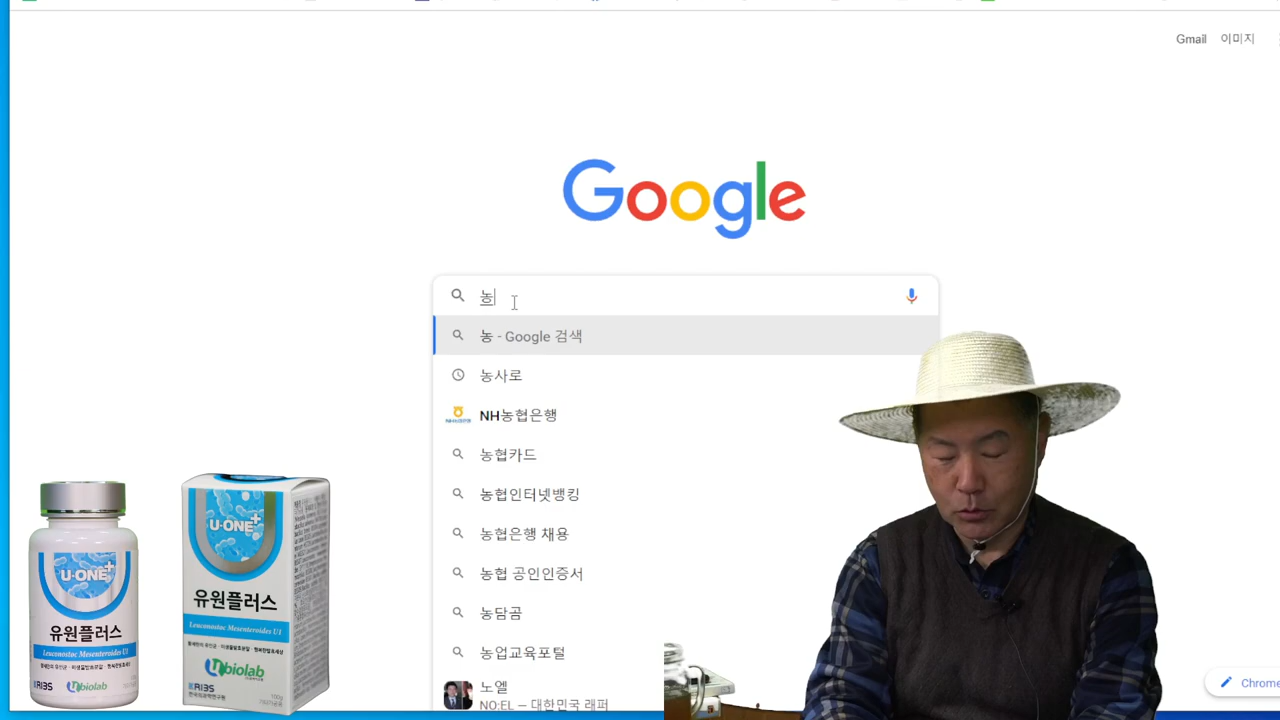 Gmail 이미지
Google
농
농 - Google 검색
농사로
NH농협은행
농협카드
농협인터넷뱅킹
농협은행 채용
농협 공인인증서
농담곰
농업교육포털
노엘
NO:EL — 대한민국 래퍼
Chrome
U·ONE+
유원플러스
Leuconostoc Mesenteroides U1
KRIBS
biolab
U·ONE+
유원플러스
Leuconostoc Mesenteroides U1
biolab
KRIBS